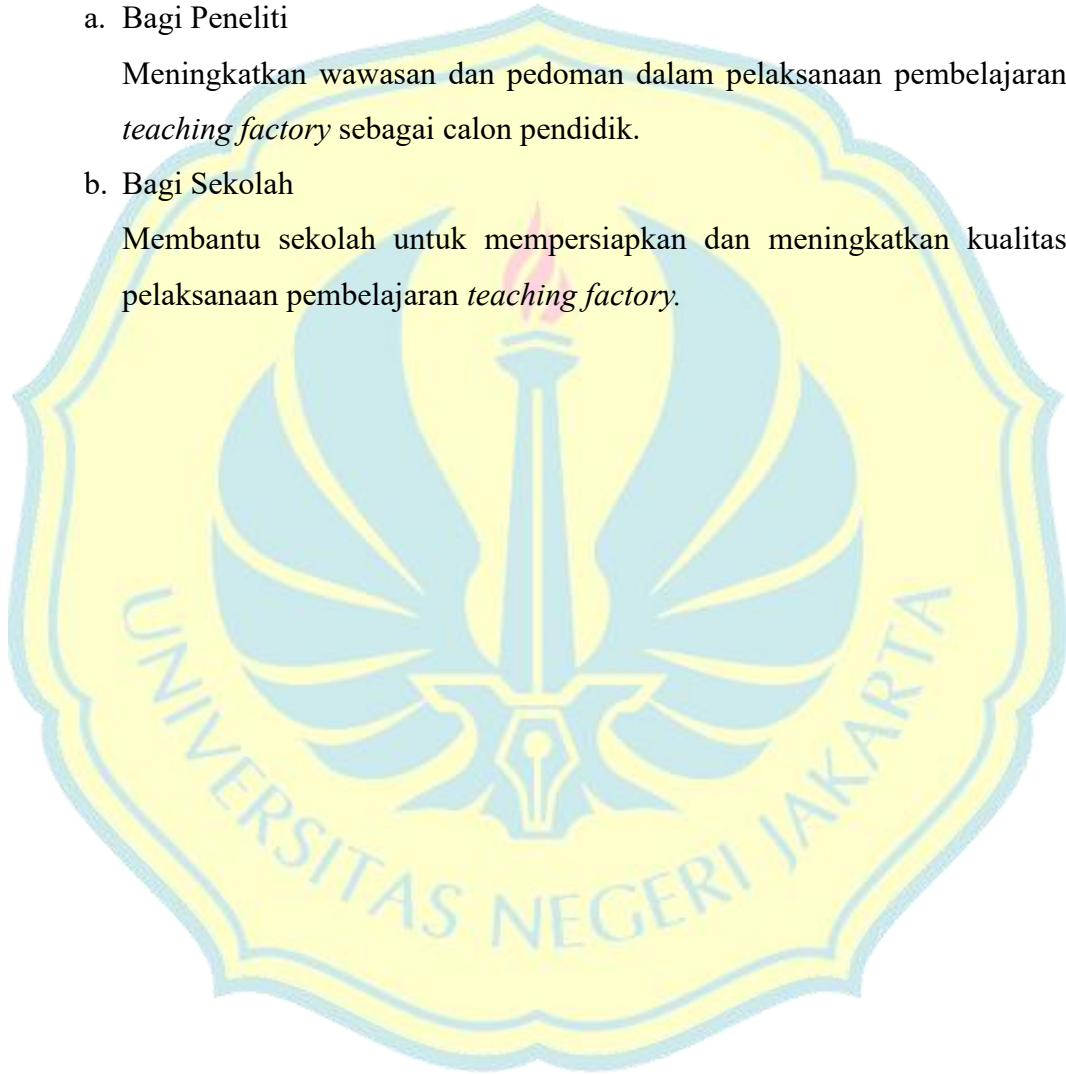 a. Bagi Peneliti
Meningkatkan wawasan dan pedoman dalam pelaksanaan pembelajaran
teaching factory sebagai calon pendidik.
b. Bagi Sekolah
Membantu sekolah untuk mempersiapkan dan meningkatkan kualitas
pelaksanaan pembelajaran teaching factory.
UNIVERSITAS NEGERI JAKARTA